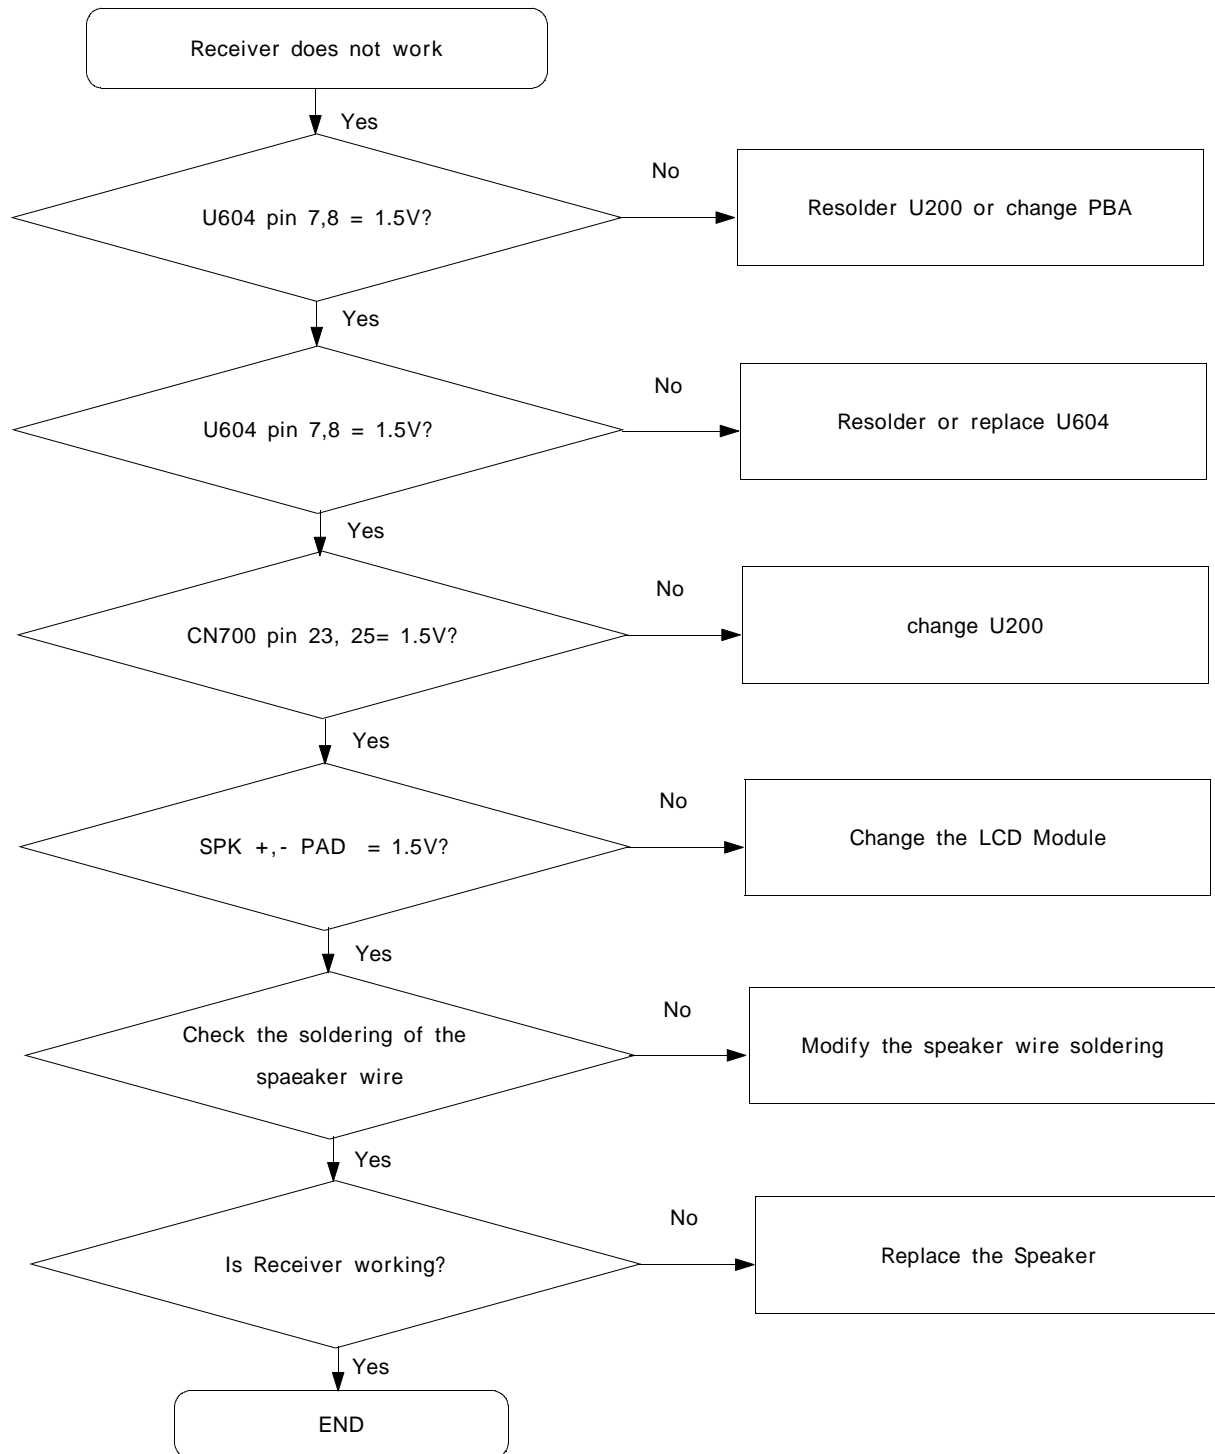 Receiver does not work
Yes
U604 pin 7,8 = 1.5V?
No
Resolder U200 or change PBA
Yes
U604 pin 7,8 = 1.5V?
No
Resolder or replace U604
Yes
CN700 pin 23, 25= 1.5V?
No
change U200
Yes
SPK +,- PAD = 1.5V?
No
Change the LCD Module
Yes
Check the soldering of the
spaeaker wire
No
Modify the speaker wire soldering
Yes
Is Receiver working?
No
Replace the Speaker
Yes
END